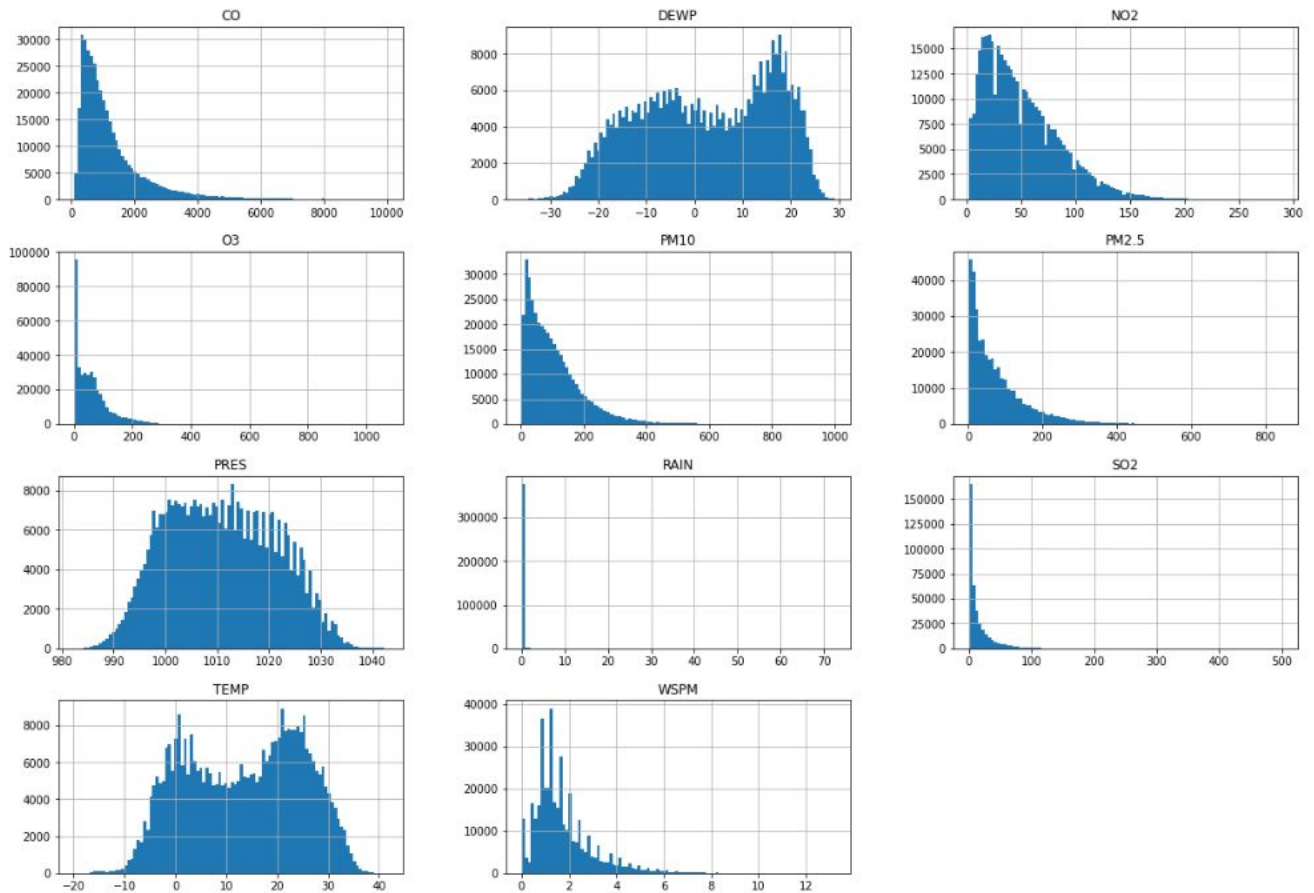 CO
30000
25000
20000
15000
10000
5000
0
0 2000 4000 6000 8000 10000
DEWP
8000
6000
4000
2000
0
−30 −20 −10 0 10 20 30
NO2
15000
12500
10000
7500
5000
2500
0
0 50 100 150 200 250 300
O3
100000
80000
60000
40000
20000
0
0 200 400 600 800 1000
PM10
30000
25000
20000
15000
10000
5000
0
0 200 400 600 800 1000
PM2.5
40000
30000
20000
10000
0
0 200 400 600 800
PRES
8000
6000
4000
2000
0
980 990 1000 1010 1020 1030 1040
RAIN
300000
200000
100000
0
0 10 20 30 40 50 60 70
SO2
150000
125000
100000
75000
50000
25000
0
0 100 200 300 400 500
TEMP
8000
6000
4000
2000
0
−20 −10 0 10 20 30 40
WSPM
40000
30000
20000
10000
0
0 2 4 6 8 10 12